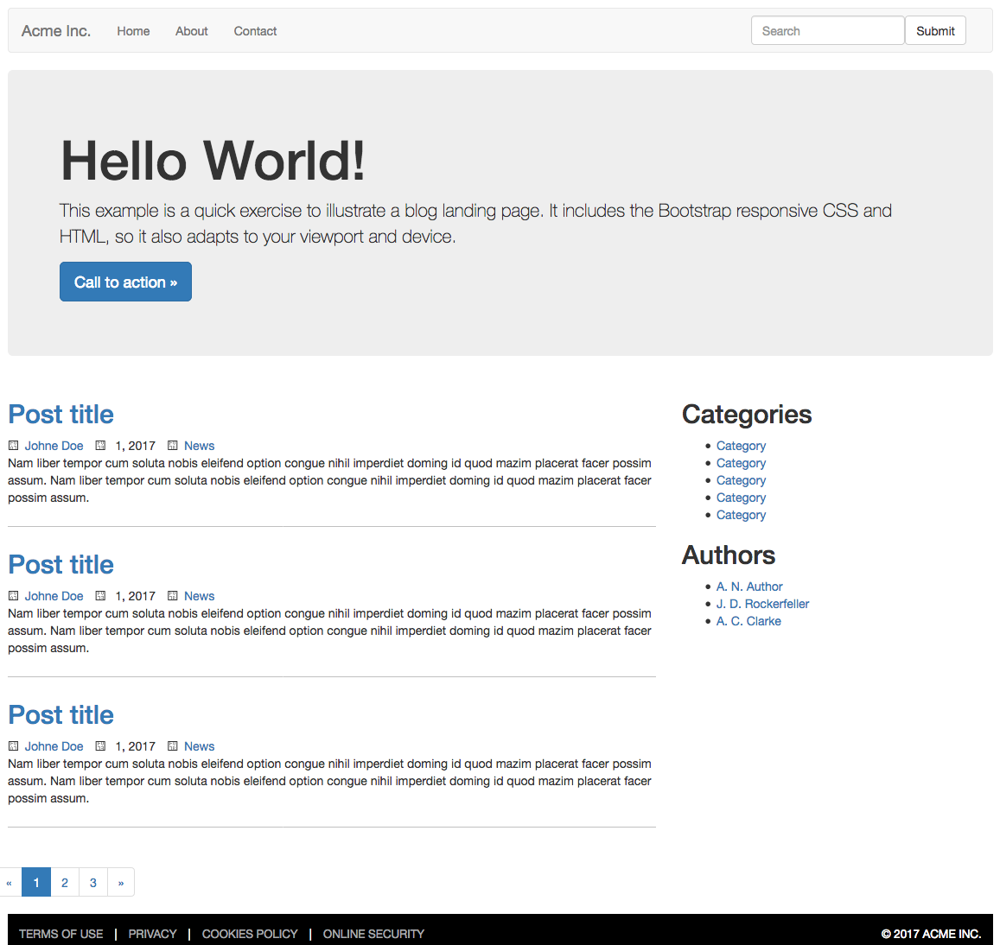 Acme Inc. Home About Contact Search Submit
Hello World!
This example is a quick exercise to illustrate a blog landing page. It includes the Bootstrap responsive CSS and
HTML, so it also adapts to your viewport and device.
Call to action »
Post title
Johne Doe 1, 2017 News
Nam liber tempor cum soluta nobis eleifend option congue nihil imperdiet doming id quod mazim placerat facer possim
assum. Nam liber tempor cum soluta nobis eleifend option congue nihil imperdiet doming id quod mazim placerat facer
possim assum.
Post title
Johne Doe 1, 2017 News
Nam liber tempor cum soluta nobis eleifend option congue nihil imperdiet doming id quod mazim placerat facer possim
assum. Nam liber tempor cum soluta nobis eleifend option congue nihil imperdiet doming id quod mazim placerat facer
possim assum.
Post title
Johne Doe 1, 2017 News
Nam liber tempor cum soluta nobis eleifend option congue nihil imperdiet doming id quod mazim placerat facer possim
assum. Nam liber tempor cum soluta nobis eleifend option congue nihil imperdiet doming id quod mazim placerat facer
possim assum.
Categories
• Category
• Category
• Category
• Category
• Category
Authors
• A. N. Author
• J. D. Rockerfeller
• A. C. Clarke
« 1 2 3 »
TERMS OF USE | PRIVACY | COOKIES POLICY | ONLINE SECURITY © 2017 ACME INC.